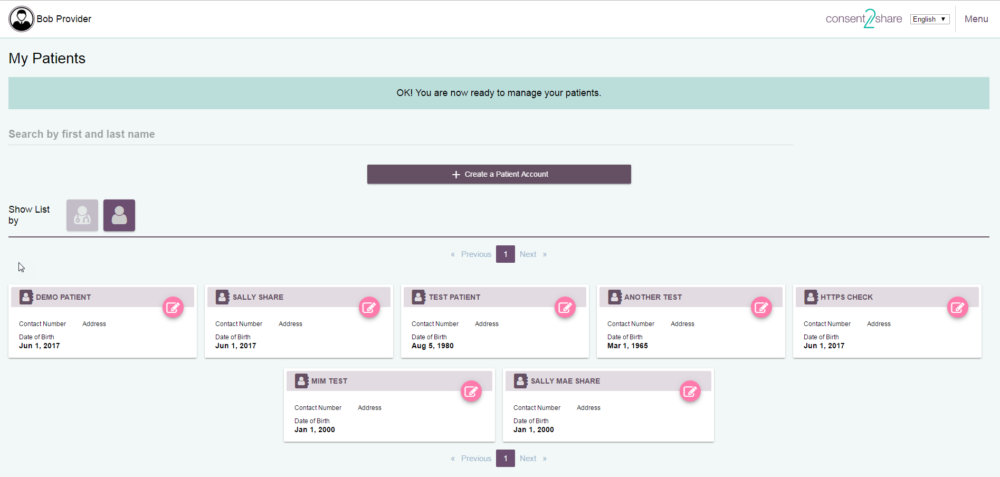 Bob Provider
consent2share
English
Menu
My Patients
OK! You are now ready to manage your patients.
Search by first and last name
+ Create a Patient Account
Show List
by
« Previous 1 Next »
DEMO PATIENT
Contact Number Address
Date of Birth
Jun 1, 2017
SALLY SHARE
Contact Number Address
Date of Birth
Jun 1, 2017
TEST PATIENT
Contact Number Address
Date of Birth
Aug 5, 1980
ANOTHER TEST
Contact Number Address
Date of Birth
Mar 1, 1965
HTTPS CHECK
Contact Number Address
Date of Birth
Jun 1, 2017
MIM TEST
Contact Number Address
Date of Birth
Jan 1, 2000
SALLY MAE SHARE
Contact Number Address
Date of Birth
Jan 1, 2000
« Previous 1 Next »